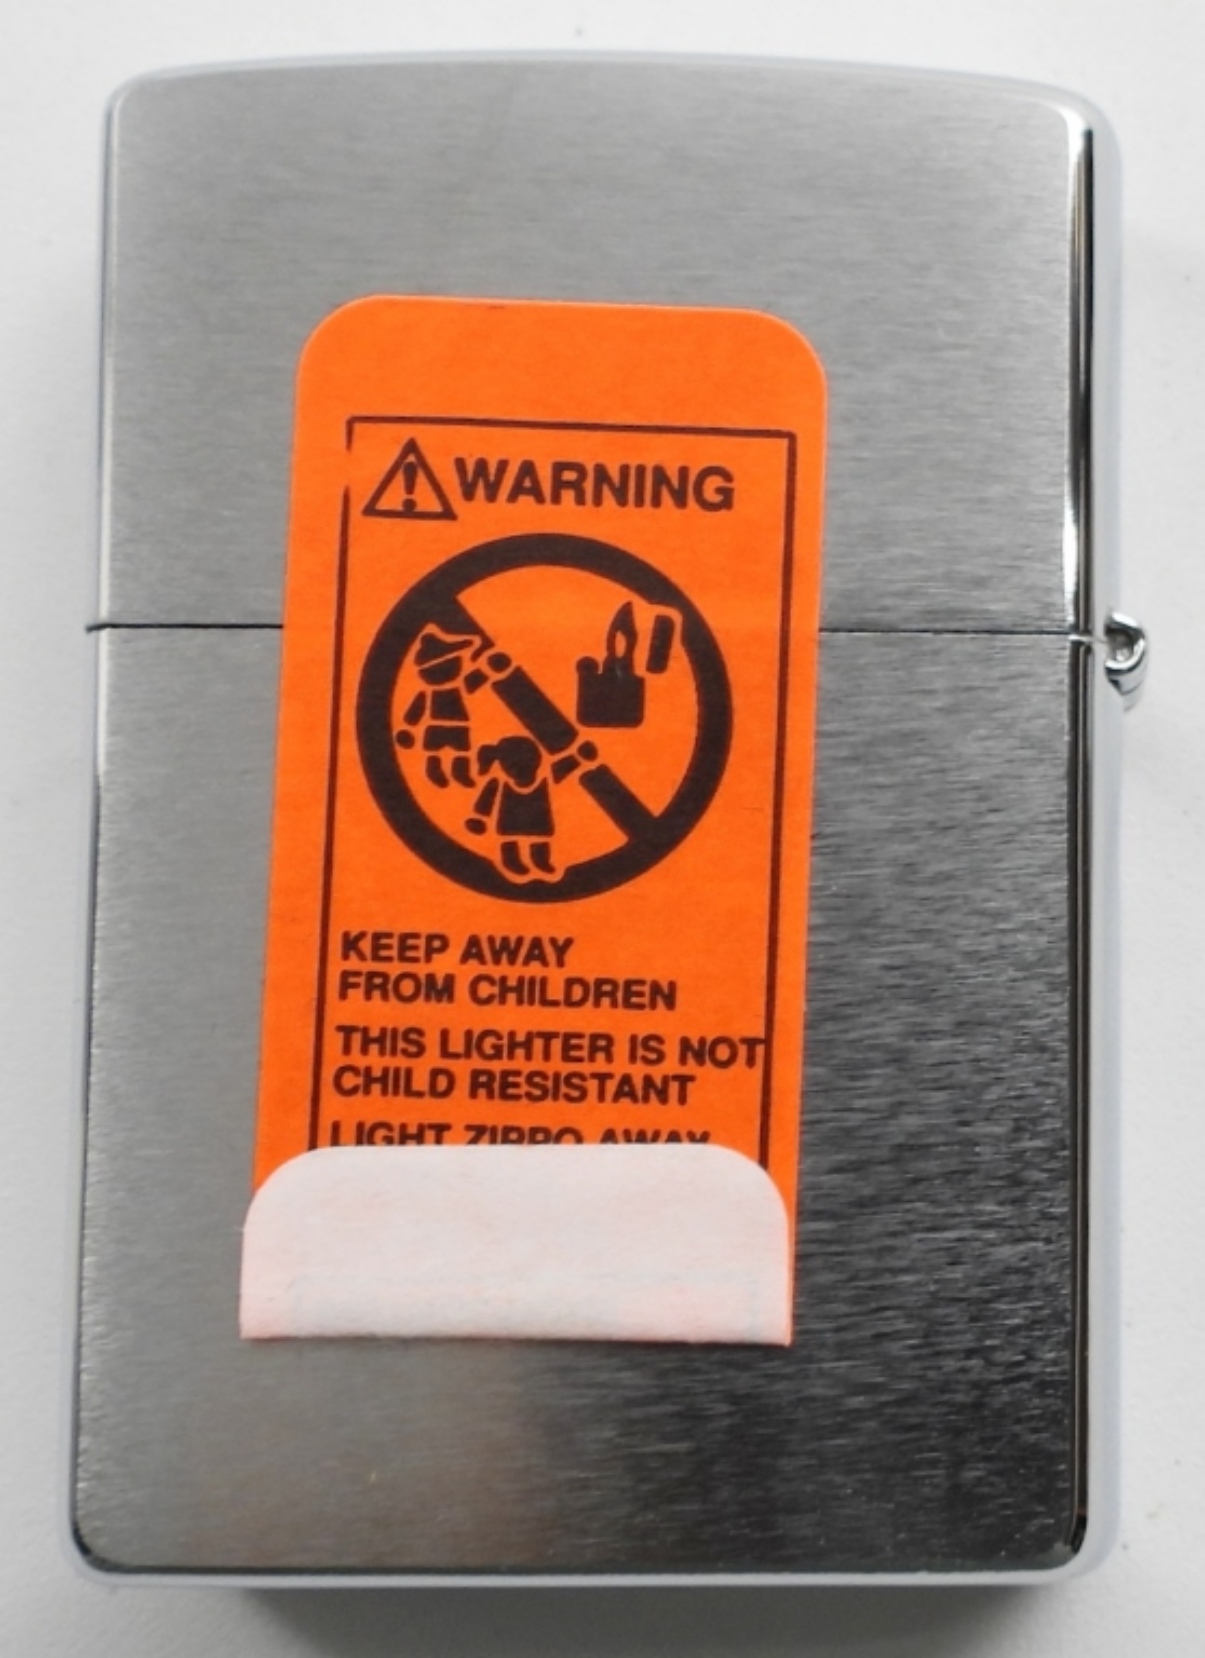 WARNING
KEEP AWAY
FROM CHILDREN
THIS LIGHTER IS NOT
CHILD RESISTANT
LIGHT ZIPPO AWAY